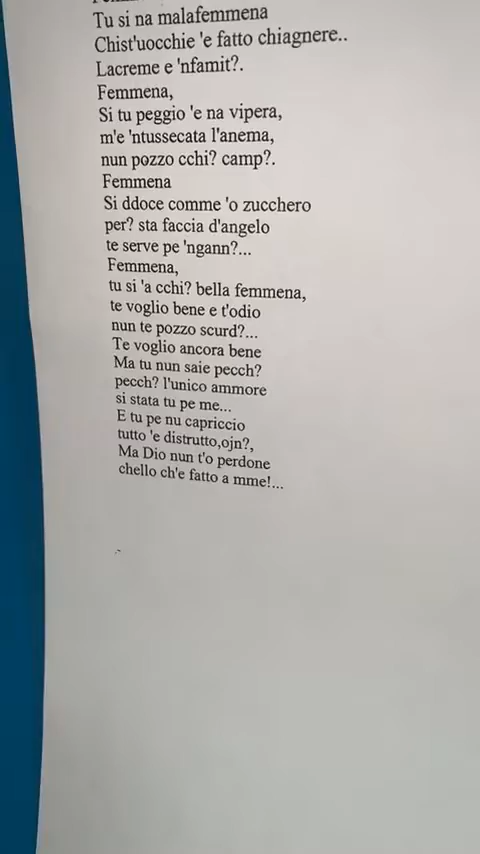 Tu si na malafemmena
Chist'uocchie 'e fatto chiagnere..
Lacreme e 'nfamit?.
Femmena,
Si tu peggio 'e na vipera,
m'e 'ntussecata l'anema,
nun pozzo cchi? camp?.
Femmena
Si ddoce comme 'o zucchero
per? sta faccia d'angelo
te serve pe 'ngann?...
Femmena,
tu si 'a cchi? bella femmena,
te voglio bene e t'odio
nun te pozzo scurd?...
Te voglio ancora bene
Ma tu nun saie pecch?
pecch? l'unico ammore
si stata tu pe me...
E tu pe nu capriccio
tutto 'e distrutto,ojn?,
Ma Dio nun t'o perdone
chello ch'e fatto a mme!...